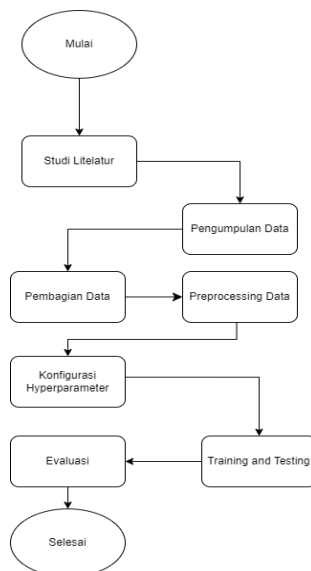 Mulai
Studi Litelatur
Pengumpulan Data
Pembagian Data
Preprocessing Data
Konfigurasi
Hyperparameter
Training and Testing
Evaluasi
Selesai